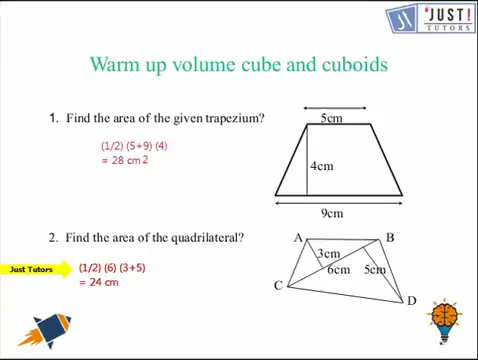 JUST!
TUTORS
Warm up volume cube and cuboids
1. Find the area of the given trapezium?
5cm
(1/2) (5+9) (4)
= 28 cm 2
4cm
9cm
2. Find the area of the quadrilateral?
A
B
3cm
Just Tutors
(1/2) (6) (3+5)
6cm
5cm
= 24 cm
C
D